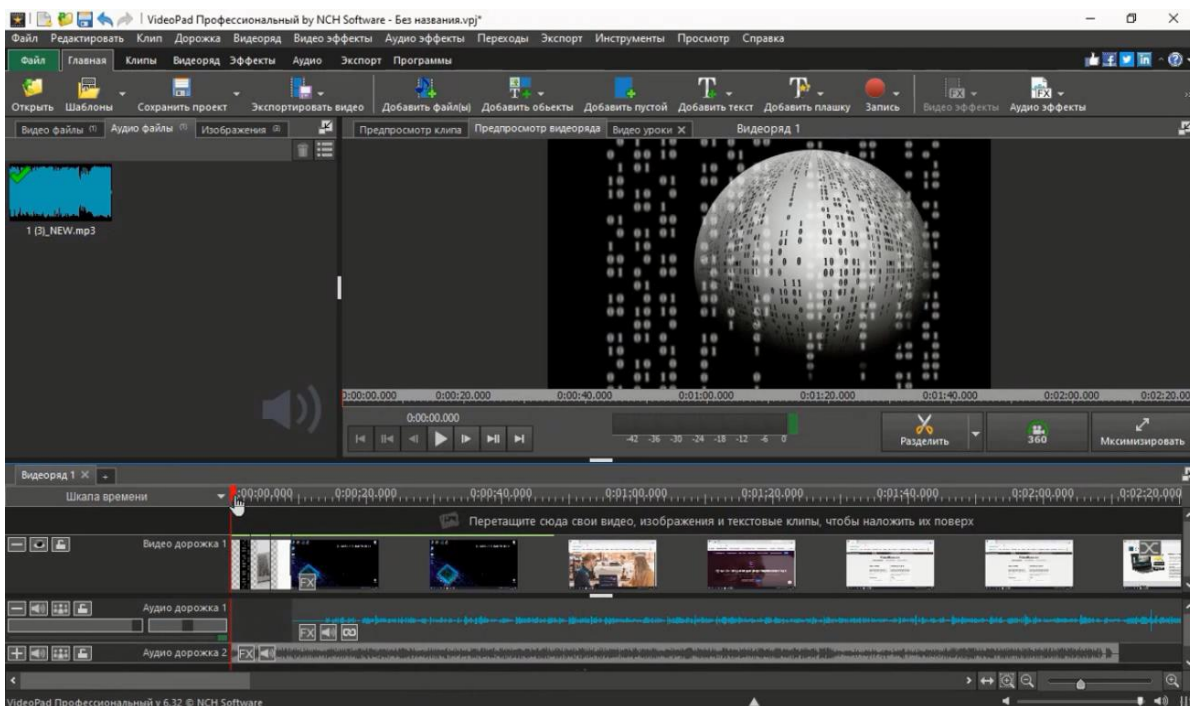 VideoPad Профессиональный by NCH Software - Без названия.vpj*
Файл Редактировать Клип Дорожка Видеоряд Видео эффекты Аудио эффекты Переходы Экспорт Инструменты Просмотр Справка
Файл Главная Клипы Видеоряд Эффекты Аудио Экспорт Программы
Открыть Шаблоны Сохранить проект Экспортировать видео Добавить файл(ы) Добавить объекты Добавить пустой Добавить текст Добавить плашку Запись Видео эффекты Аудио эффекты
Видео файлы (1) Аудио файлы (1) Изображения Предпросмотр клипа Предпросмотр видеоряда Видео уроки Видеоряд 1
1 (3)_NEW.mp3
0:00:00.000 0:00:20.000 0:00:40.000 0:01:00.000 0:01:20.000 0:01:40.000 0:02:00.000 0:02:20.00
0:00:00.000
-42 -36 -30 -24 -18 -12 -6 0
Разделить 360 Мксимизировать
Видеоряд 1
Шкала времени :00:00.000 0:00:20.000 0:00:40.000 0:01:00.000 0:01:20.000 0:01:40.000 0:02:00.000 0:02:20.000
Перетащите сюда свои видео, изображения и текстовые клипы, чтобы наложить их поверх
Видео дорожка 1
FX
Аудио дорожка 1
FX
Аудио дорожка 2 FX
VideoPad Профессиональный v 6.32 © NCH Software